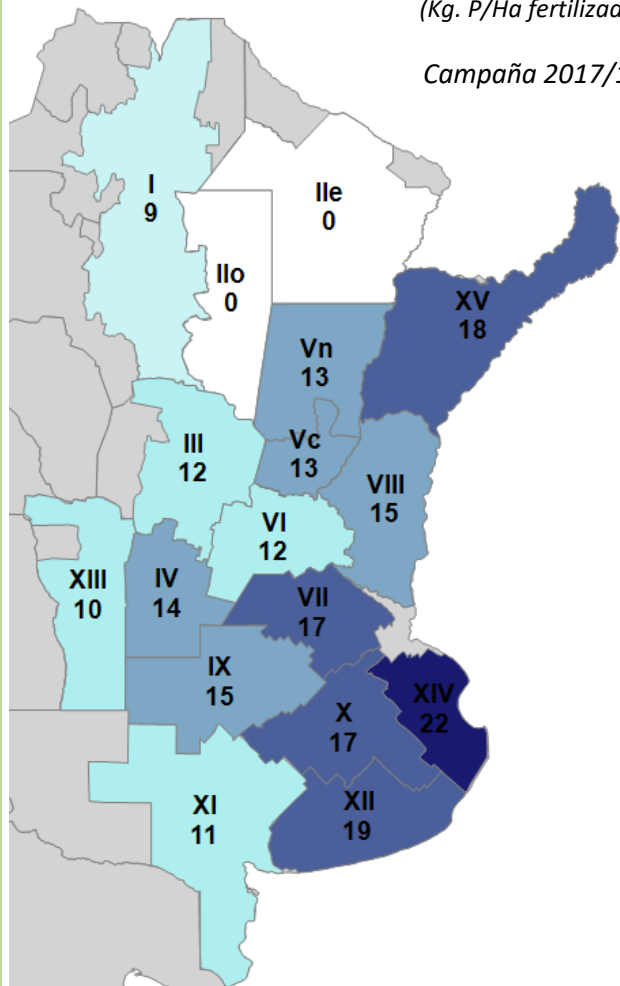 (Kg. P/Ha fertilizad
Campaña 2017/1
I
9
IIe
0
IIo
0
XV
18
Vn
13
III
12
Vc
13
VIII
15
VI
12
XIII
10
IV
14
VII
17
IX
15
XIV
22
X
17
XI
11
XII
19